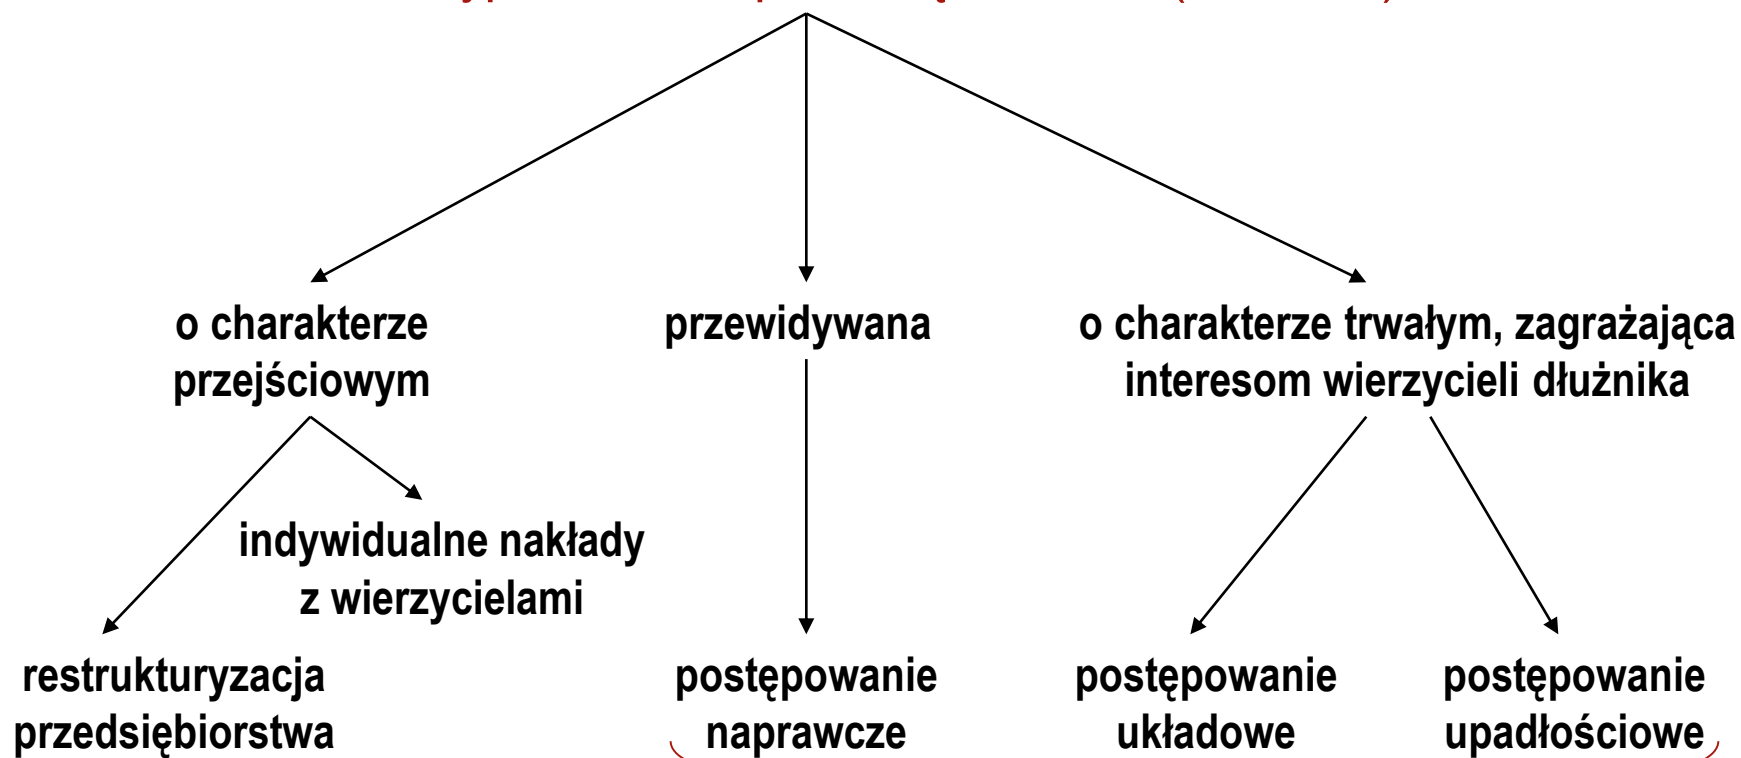 o charakterze
przejściowym
przewidywana
o charakterze trwałym, zagrażająca
interesom wierzycieli dłużnika
indywidualne nakłady
z wierzycielami
restrukturyzacja
przedsiębiorstwa
postępowanie
naprawcze
postępowanie
układowe
postępowanie
upadłościowe